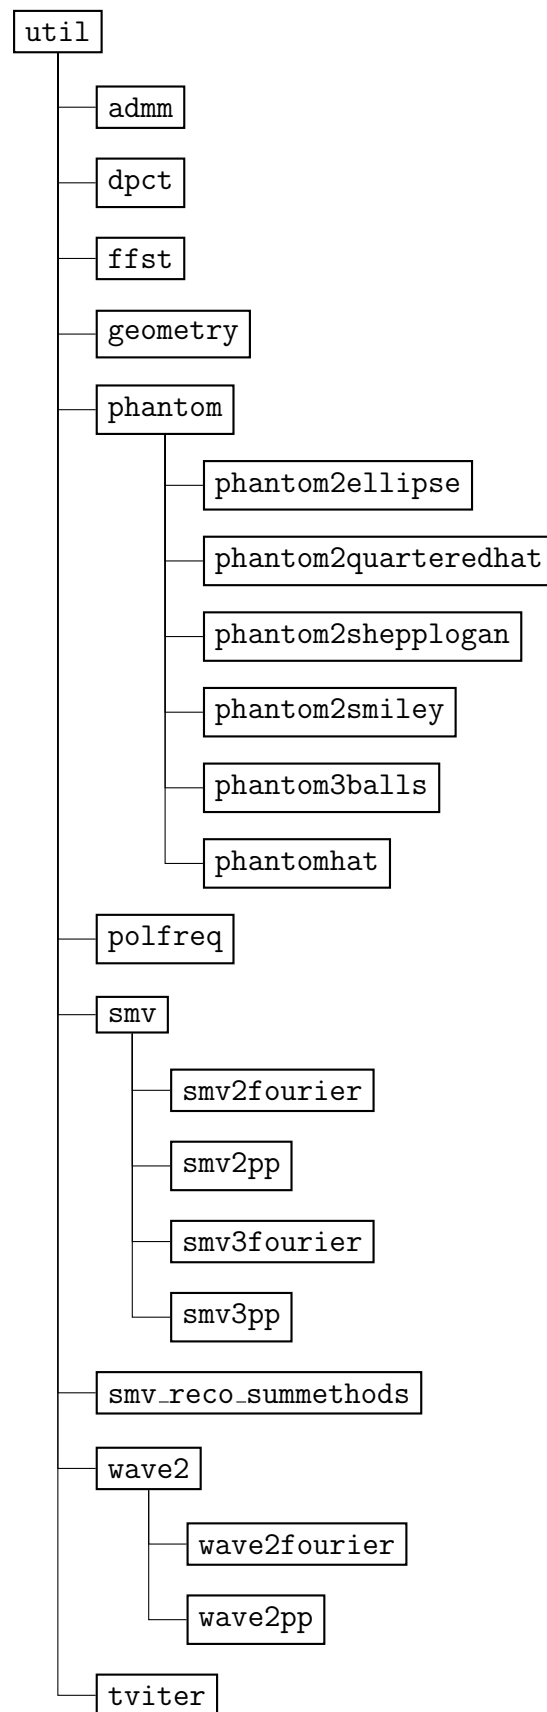 util
admm
dpct
ffst
geometry
phantom
phantom2ellipse
phantom2quarteredhat
phantom2shepplogan
phantom2smiley
phantom3balls
phantomhat
polfreq
smv
smv2fourier
smv2pp
smv3fourier
smv3pp
smv_reco_summethods
wave2
wave2fourier
wave2pp
tviter